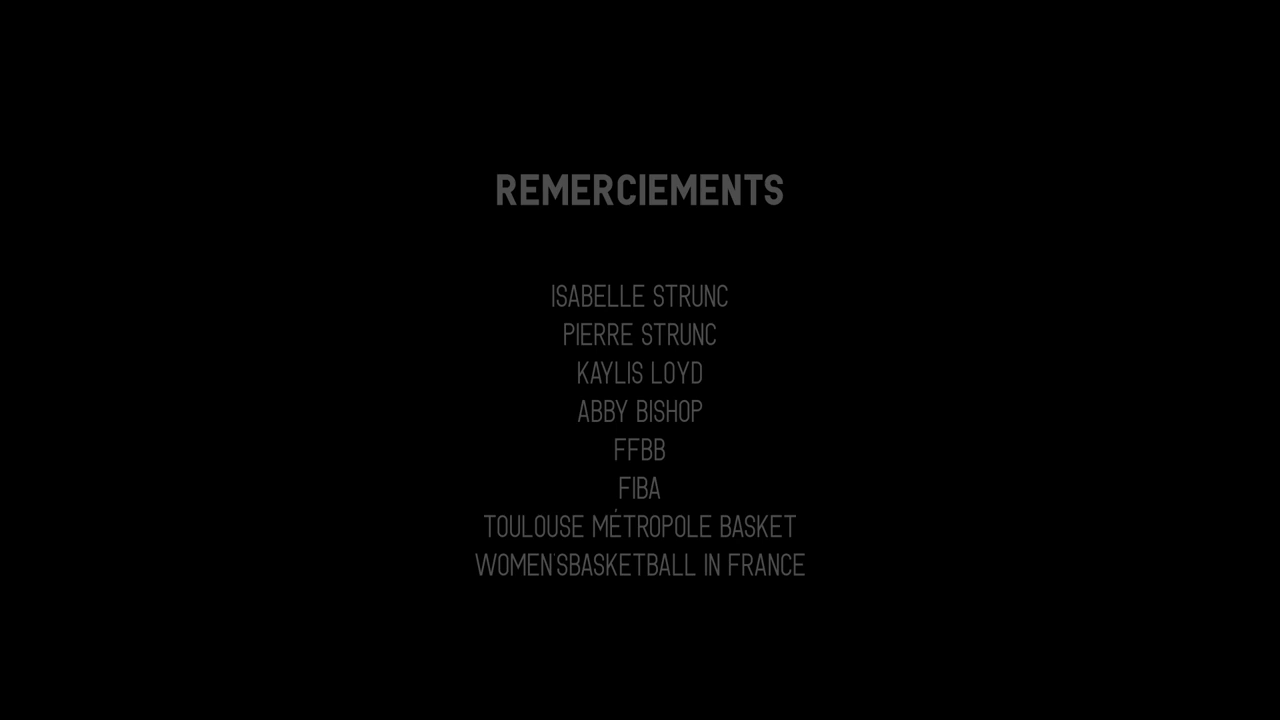 REMERCIEMENTS
ISABELLE STRUNC
PIERRE STRUNC
KAYLIS LOYD
ABBY BISHOP
FFBB
FIBA
TOULOUSE MÉTROPOLE BASKET
WOMEN'SBASKETBALL IN FRANCE